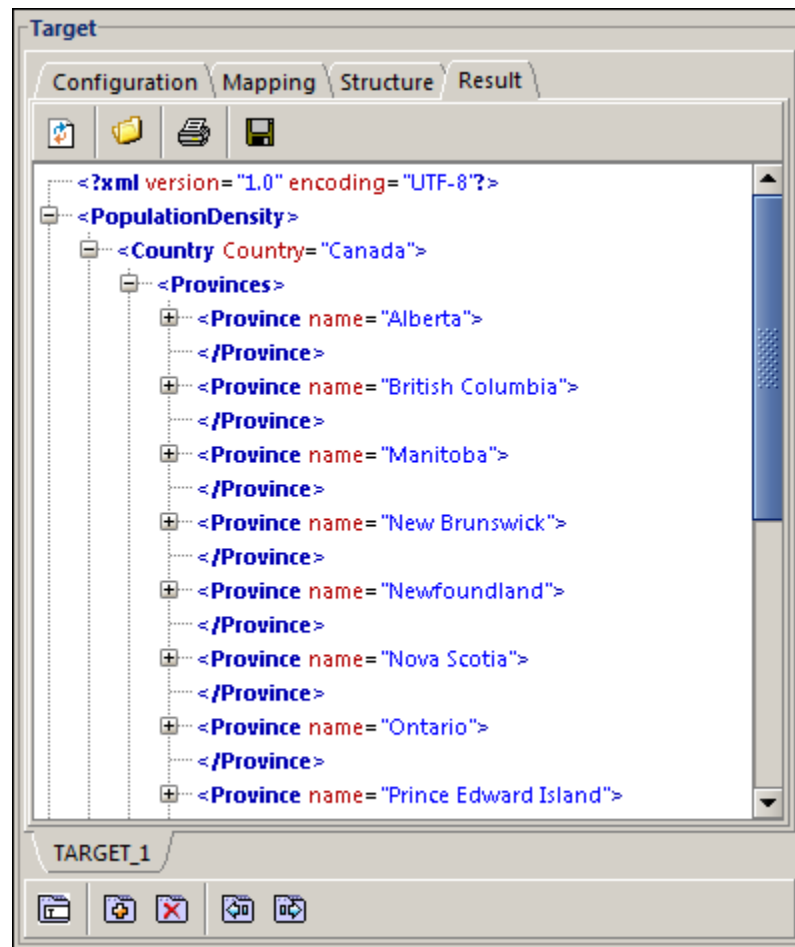 Target
Configuration Mapping Structure Result
<?xml version="1.0" encoding="UTF-8"?>
<PopulationDensity>
<Country Country="Canada">
<Provinces>
<Province name="Alberta">
</Province>
<Province name="British Columbia">
</Province>
<Province name="Manitoba">
</Province>
<Province name="New Brunswick">
</Province>
<Province name="Newfoundland">
</Province>
<Province name="Nova Scotia">
</Province>
<Province name="Ontario">
</Province>
<Province name="Prince Edward Island">
TARGET_1